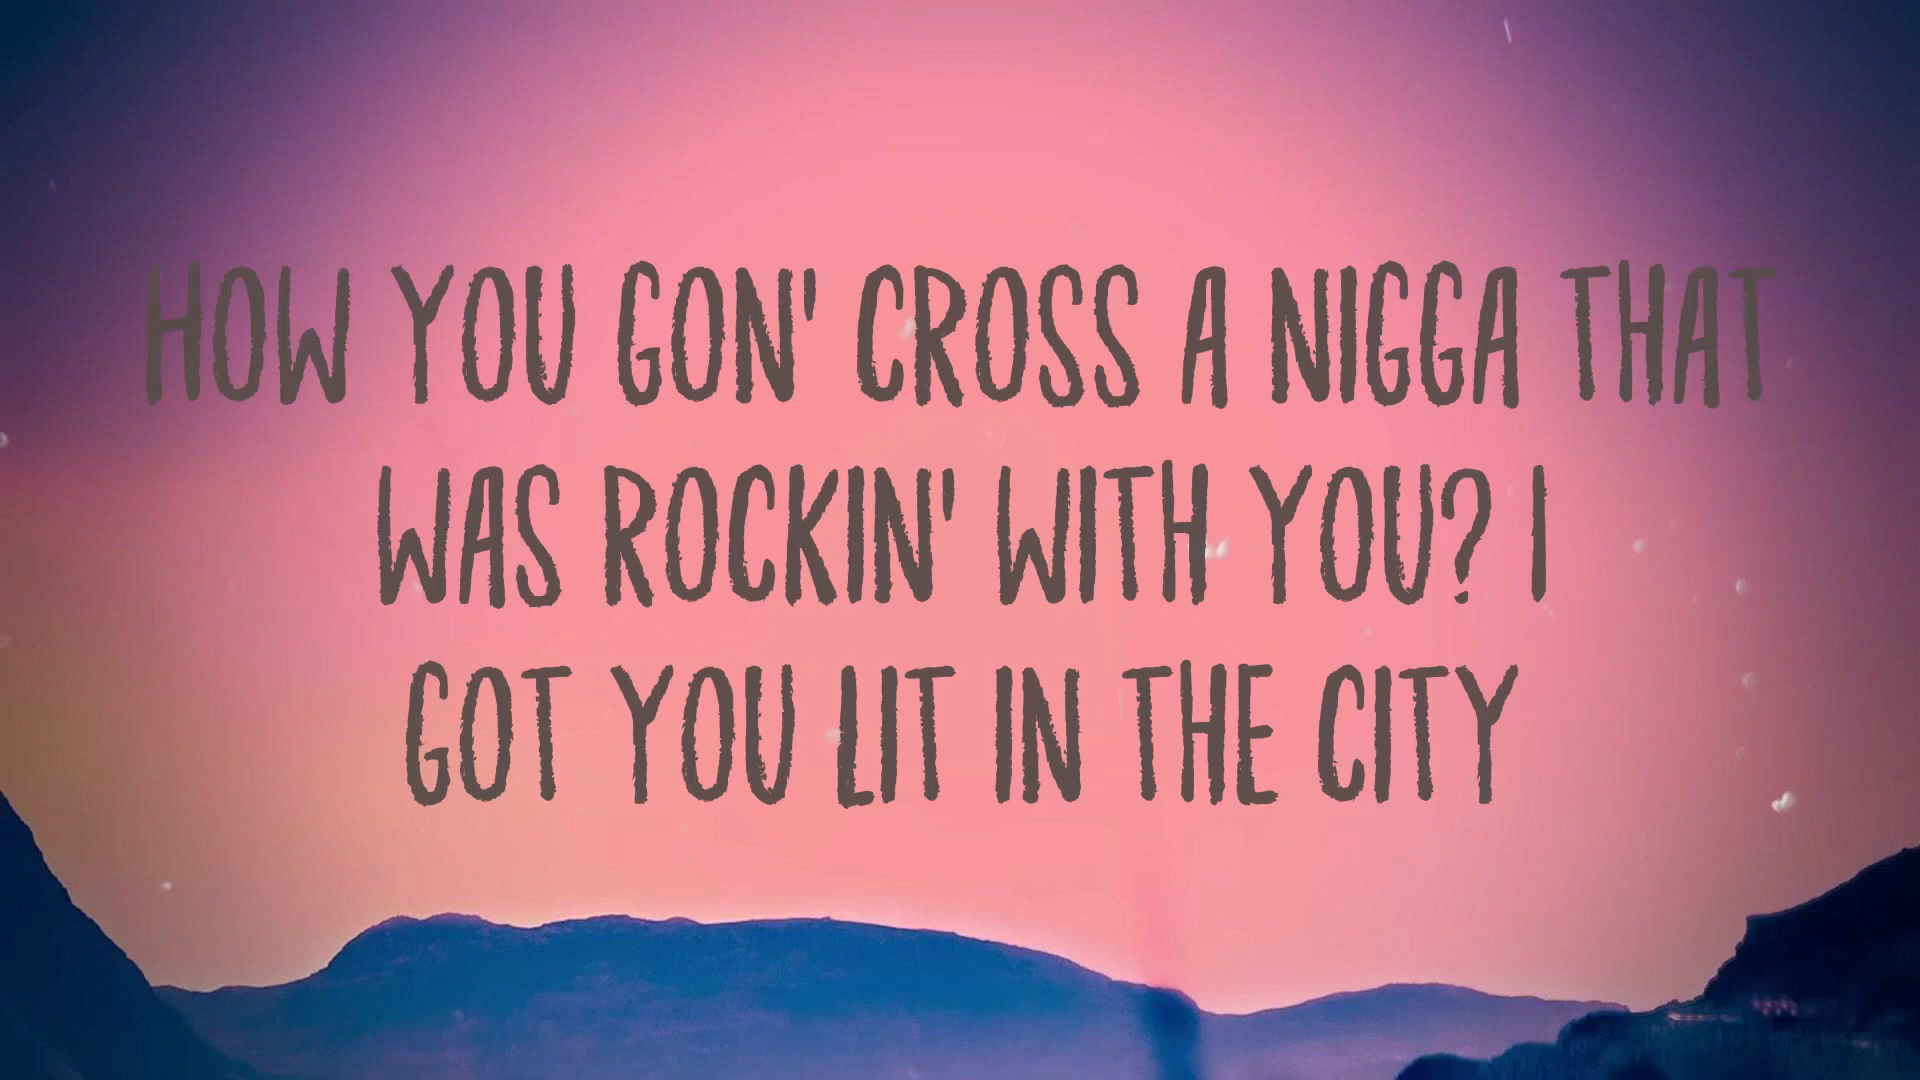 HOW YOU GON' CROSS A NIGGA THAT
WAS ROCKIN' WITH YOU? I
GOT YOU LIT IN THE CITY